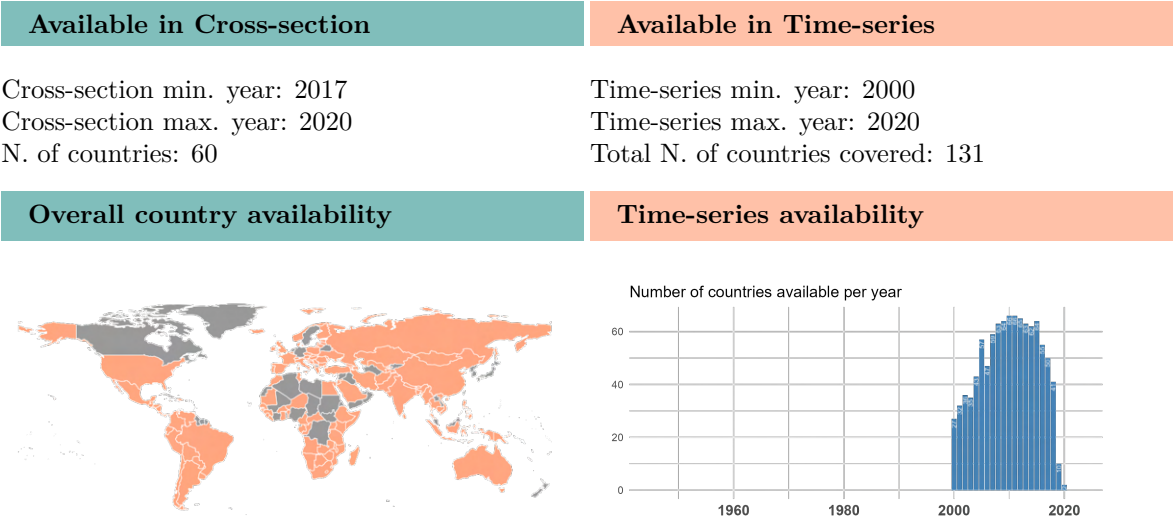 Available in Cross-section
Cross-section min. year: 2017
Cross-section max. year: 2020
N. of countries: 60
Available in Time-series
Time-series min. year: 2000
Time-series max. year: 2020
Total N. of countries covered: 131
Overall country availability
Time-series availability
Number of countries available per year
60
40
20
0
1960
1980
2000
2020